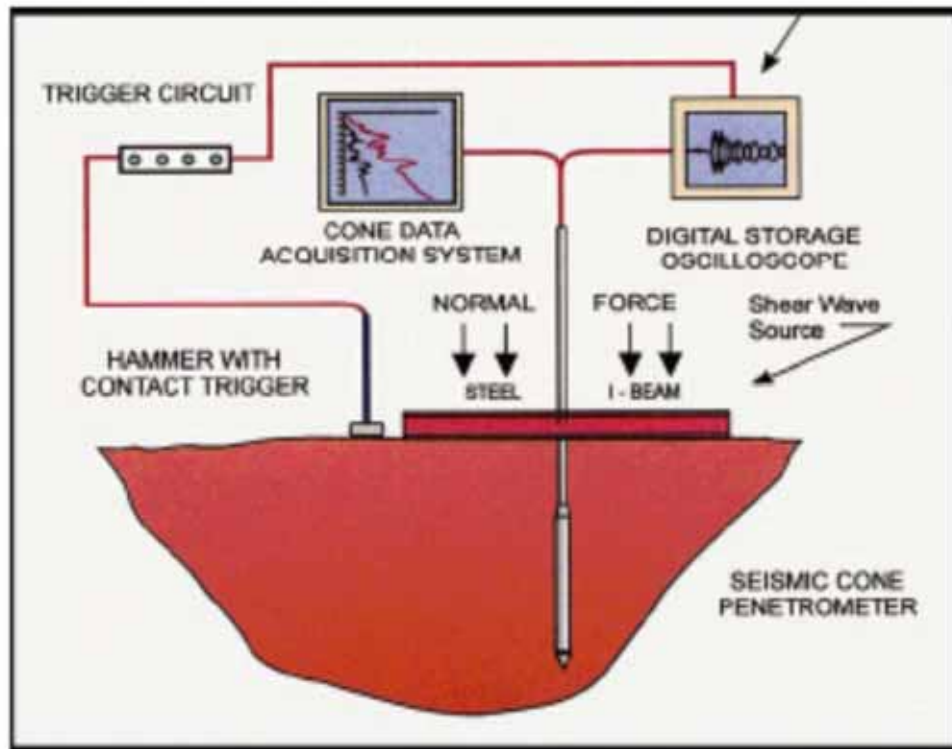 TRIGGER CIRCUIT
CONE DATA
ACQUISITION SYSTEM
DIGITAL STORAGE
OSCILLOSCOPE
NORMAL
FORCE
Shear Wave
Source
HAMMER WITH
CONTACT TRIGGER
STEEL
I - BEAM
SEISMIC CONE
PENETROMETER